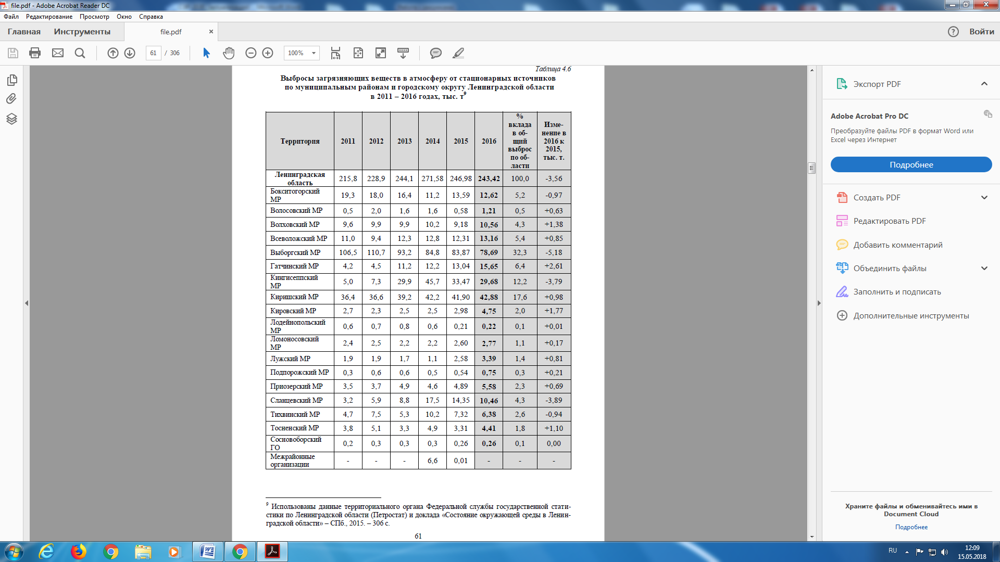 file.pdf - Adobe Acrobat Reader DC
Файл Редактирование Просмотр Окно Справка
Главная Инструменты file.pdf × Войти
61 / 306 100%
Таблица 4.6
Выбросы загрязняющих веществ в атмосферу от стационарных источников
по муниципальным районам и городскому округу Ленинградской области
в 2011 – 2016 годах, тыс. т9
Территория 2011 2012 2013 2014 2015 2016 % вклада в об-щий выброс по об-ласти Изме-нение в 2016 к 2015, тыс. т.
Ленинградская область 215,8 228,9 244,1 271,58 246,98 243,42 100,0 -3,56
Бокситогорский МР 19,3 18,0 16,4 11,2 13,59 12,62 5,2 -0,97
Волосовский МР 0,5 2,0 1,6 1,6 0,58 1,21 0,5 +0,63
Волховский МР 9,6 9,9 9,9 10,2 9,18 10,56 4,3 +1,38
Всеволожский МР 11,0 9,4 12,3 12,8 12,31 13,16 5,4 +0,85
Выборгский МР 106,5 110,7 93,2 84,8 83,87 78,69 32,3 -5,18
Гатчинский МР 4,2 4,5 11,2 12,2 13,04 15,65 6,4 +2,61
Кингисеппский МР 5,0 7,3 29,9 45,7 33,47 29,68 12,2 -3,79
Киришский МР 36,4 36,6 39,2 42,2 41,90 42,88 17,6 +0,98
Кировский МР 2,7 2,3 2,5 2,5 2,98 4,75 2,0 +1,77
Лодейнопольский МР 0,6 0,7 0,8 0,6 0,21 0,22 0,1 +0,01
Ломоносовский МР 2,4 2,5 2,2 2,2 2,60 2,77 1,1 +0,17
Лужский МР 1,9 1,9 1,7 1,1 2,58 3,39 1,4 +0,81
Подпорожский МР 0,3 0,6 0,6 0,5 0,54 0,75 0,3 +0,21
Приозерский МР 3,5 3,7 4,9 4,6 4,89 5,58 2,3 +0,69
Сланцевский МР 3,2 5,9 8,8 17,5 14,35 10,46 4,3 -3,89
Тихвинский МР 4,7 7,5 5,3 10,2 7,32 6,38 2,6 -0,94
Тосненский МР 3,8 5,1 3,3 4,9 3,31 4,41 1,8 +1,10
Сосновоборский ГО 0,2 0,3 0,3 0,3 0,26 0,26 0,1 0,00
Межрайонные организации - - - 6,6 0,01 - - -
9 Использованы данные территориального органа Федеральной службы государственной стати-
стики по Ленинградской области (Петростат) и доклада «Состояние окружающей среды в Ленин-
градской области» – СПб., 2015. – 306 с.
61
Экспорт PDF
Adobe Acrobat Pro DC
Преобразуйте файлы PDF в формат Word или
Excel через Интернет
Подробнее
Создать PDF
Редактировать PDF
Добавить комментарий
Объединить файлы
Заполнить и подписать
Дополнительные инструменты
Храните файлы и обменивайтесь ими в
Document Cloud
Подробнее
RU
12:09
15.05.2018